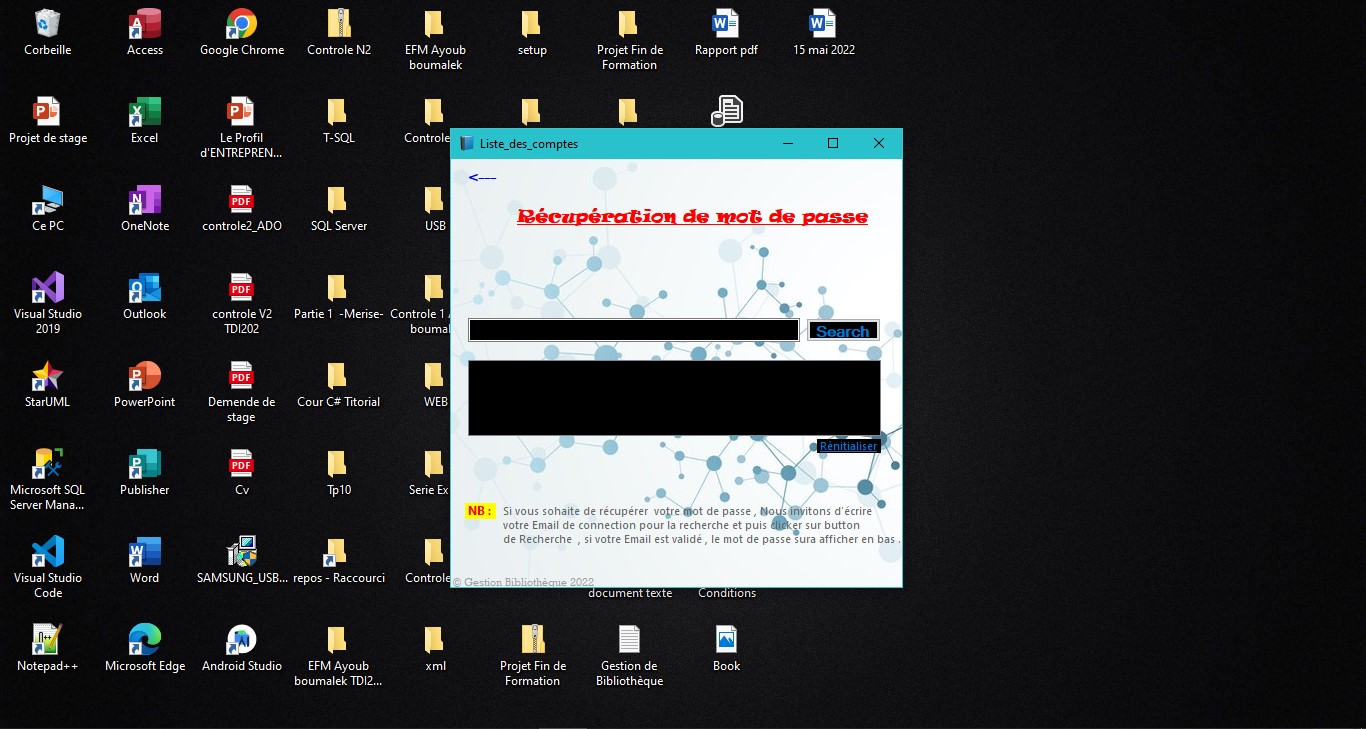 Corbeille
Access
Google Chrome
Controle N2
EFM Ayoub
boumalek
setup
Projet Fin de
Formation
Rapport pdf
15 mai 2022
Projet de stage
Excel
Le Profil
d'ENTREPREN...
T-SQL
Controle
Ce PC
OneNote
PDF
controle2_ADO
SQL Server
USB
Visual Studio
2019
Outlook
PDF
controle V2
TDI202
Partie 1 -Merise-
Controle 1
boumal
StarUML
PowerPoint
PDF
Demende de
stage
Cour C# Titorial
WEB
Microsoft SQL
Server Mana...
Publisher
PDF
Cv
Tp10
Serie Ex
Visual Studio
Code
Word
SAMSUNG_USB...
repos - Raccourci
Controle
document texte
Conditions
Notepad++
Microsoft Edge
Android Studio
EFM Ayoub
boumalek TDI2...
xml
Projet Fin de
Formation
Gestion de
Bibliothèque
Book
Liste_des_comptes
<---
Récupération de mot de passe
Search
Rénitialiser
NB : Si vous sohaite de récupérer votre mot de passe , Nous invitons d'écrire
votre Email de connection pour la recherche et puis clicker sur button
de Recherche , si votre Email est validé , le mot de passe sura afficher en bas .
© Gestion Bibliothèque 2022